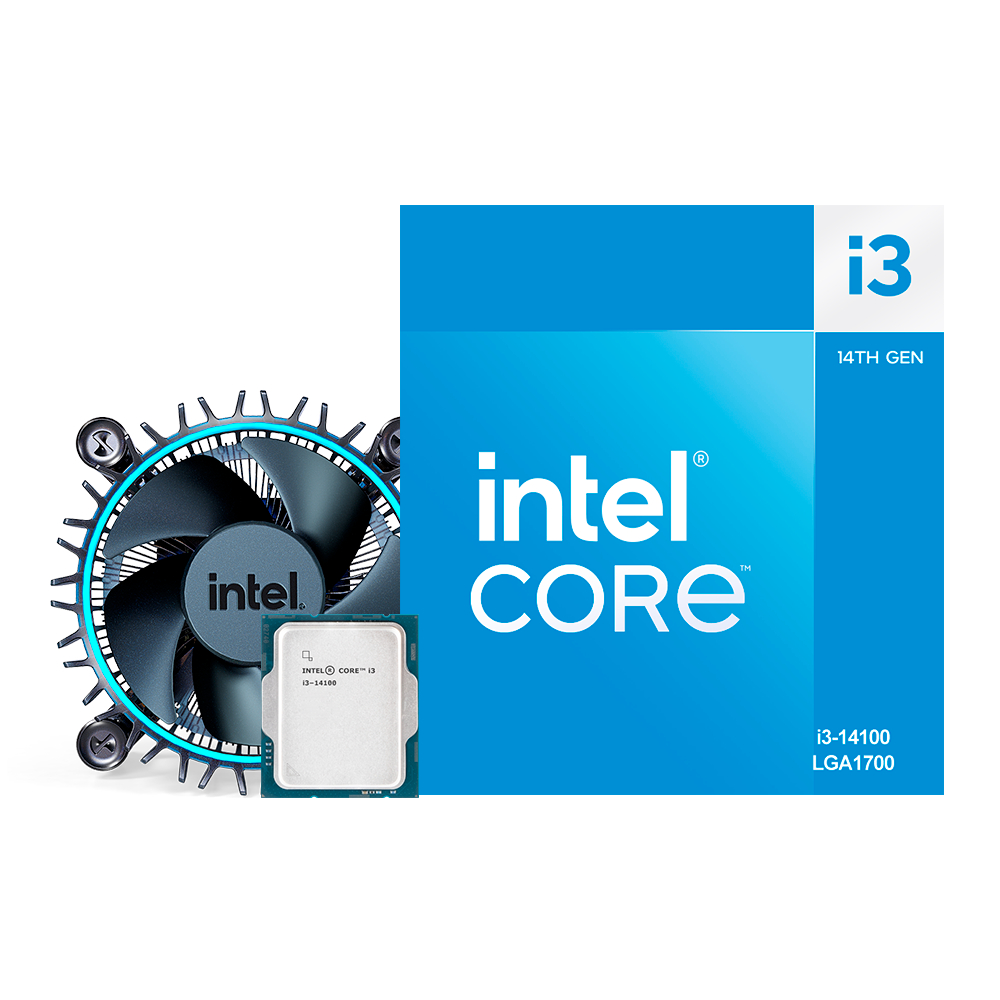 i3
14TH GEN
intel®
CORe™
i3-14100
LGA1700
intel.
INTEL® CORE™ i3
i3-14100